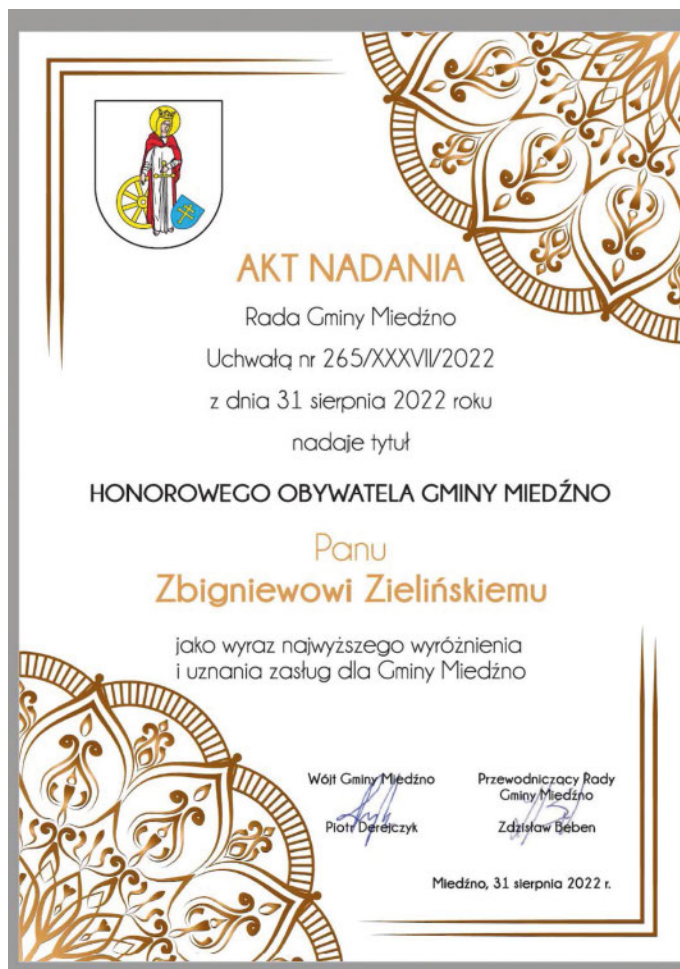 AKT NADANIA
Rada Gminy Miedźno
Uchwałą nr 265/XXXVII/2022
z dnia 31 sierpnia 2022 roku
nadaje tytuł
HONOROWEGO OBYWATELA GMINY MIEDŹNO
Panu
Zbigniewowi Zielińskiemu
jako wyraz najwyższego wyróżnienia
i uznania zasług dla Gminy Miedźno
Wójt Gminy Miedźno
Piotr Derejczyk
Przewodniczący Rady
Gminy Miedźno
Zdzisław Bęben
Miedźno, 31 sierpnia 2022 r.